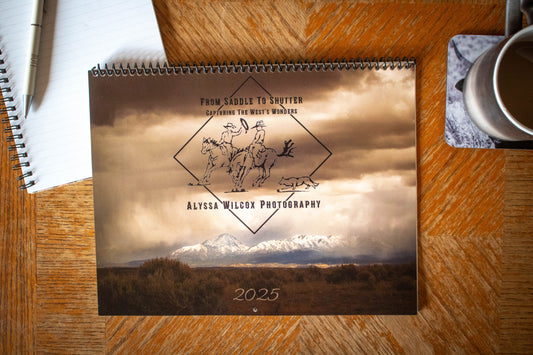 From Saddle To Shutter
Capturing The West's Wonders
Alyssa Wilcox Photography
2025